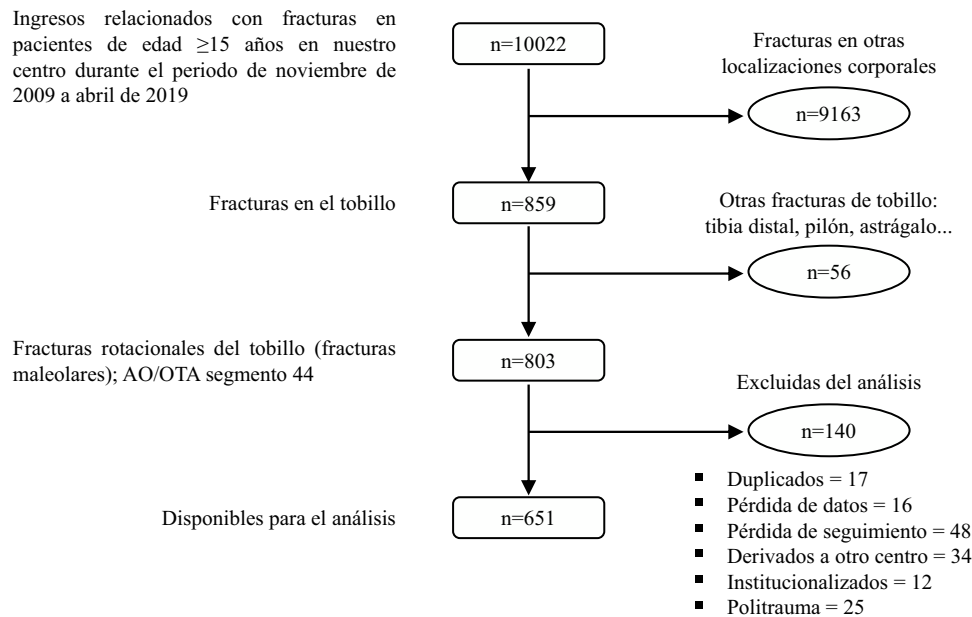 Ingresos relacionados con fracturas en
pacientes de edad ≥15 años en nuestro
centro durante el periodo de noviembre de
2009 a abril de 2019
n=10022
Fracturas en otras
localizaciones corporales
n=9163
Fracturas en el tobillo
n=859
Otras fracturas de tobillo:
tibia distal, pilón, astrágalo...
n=56
Fracturas rotacionales del tobillo (fracturas
maleolares); AO/OTA segmento 44
n=803
Excluidas del análisis
n=140
Disponibles para el análisis
n=651
▪ Duplicados = 17
▪ Pérdida de datos = 16
▪ Pérdida de seguimiento = 48
▪ Derivados a otro centro = 34
▪ Institucionalizados = 12
▪ Politrauma = 25